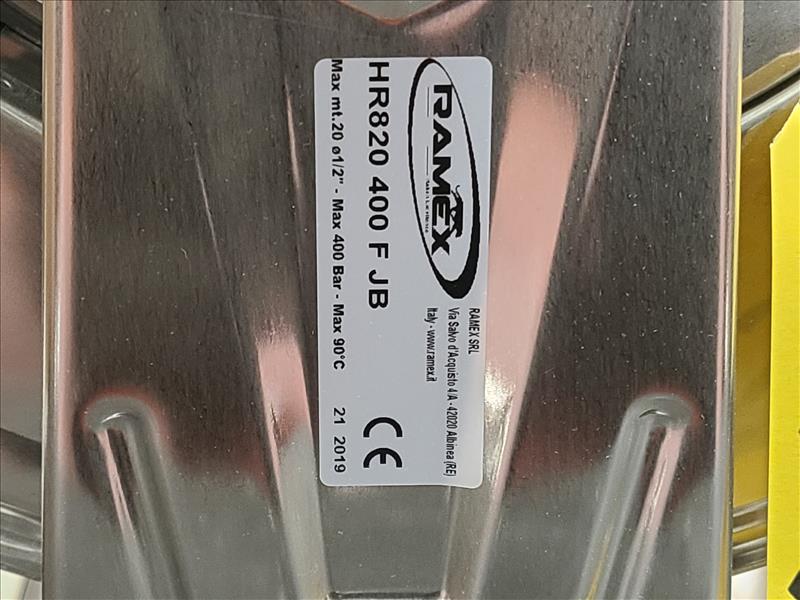 RAMEX
RAMEX SRL
Via Salvo d'Acquisto 4/A - 42020 Albinea (RE)
Italy - www.ramex.it
HR820 400 F JB
CE
Max mt.20 ø1/2" - Max 400 Bar - Max 90°C
21 2019